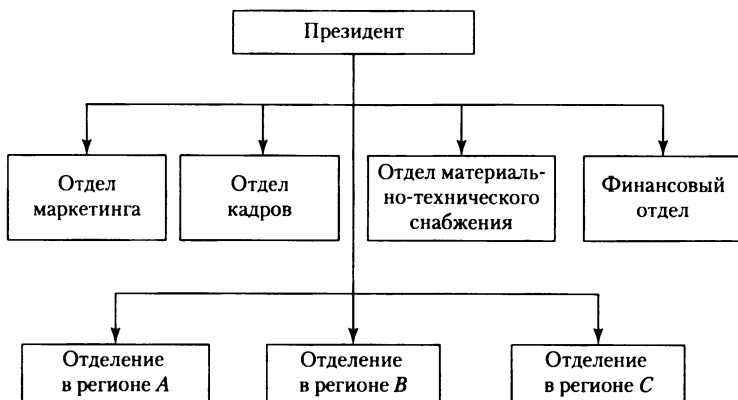 Президент
Отдел
маркетинга
Отдел
кадров
Отдел материаль-
но-технического
снабжения
Финансовый
отдел
Отделение
в регионе A
Отделение
в регионе B
Отделение
в регионе C